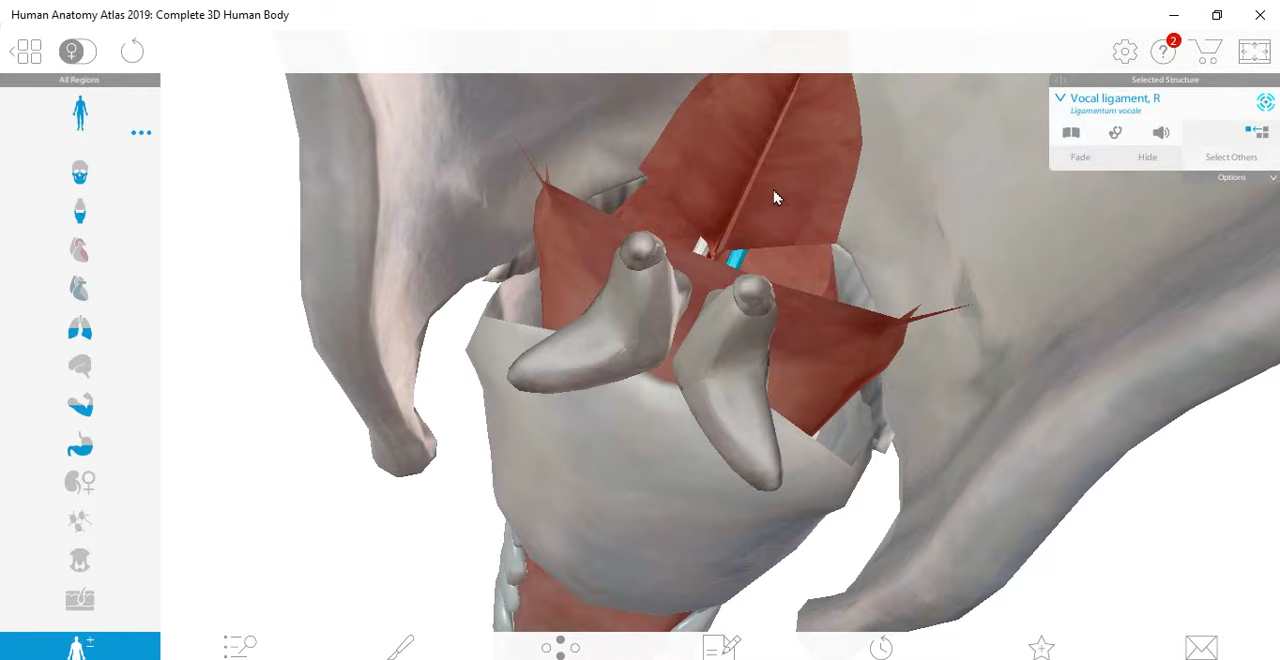 Human Anatomy Atlas 2019: Complete 3D Human Body
2
All Regions
Selected Structure
Vocal ligament, R
Ligamentum vocale
Fade Hide Select Others
Options